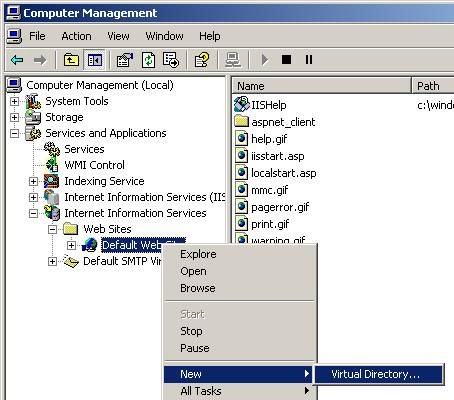 Computer Management
File Action View Window Help
Computer Management (Local)
System Tools
Storage
Services and Applications
Services
WMI Control
Indexing Service
Internet Information Services (IIS
Internet Information Services
Web Sites
Default Web
Default SMTP
Name Path
IISHelp c:\wind
aspnet_client
help.gif
iisstart.asp
localstart.asp
mmc.gif
pagerror.gif
print.gif
warning.gif
Explore
Open
Browse
Start
Stop
Pause
New
All Tasks
Virtual Directory...